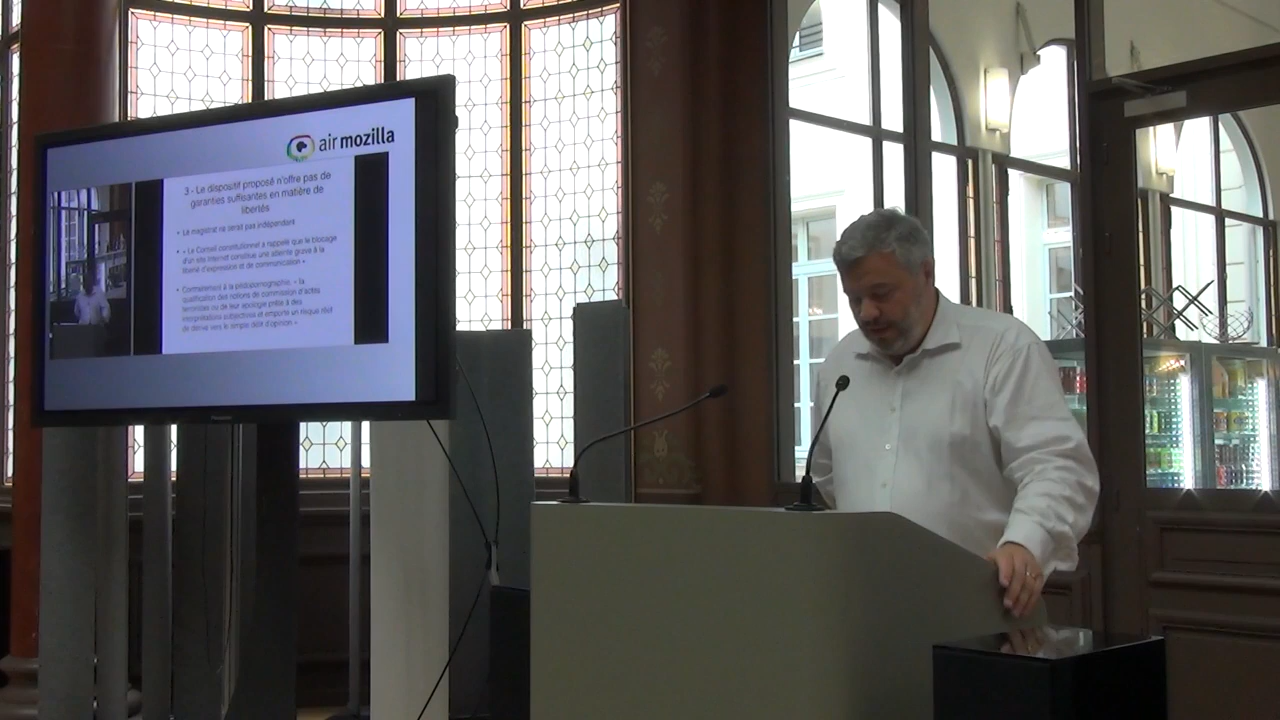 air mozilla
3 - Le dispositif proposé n'offre pas de
garanties suffisantes en matière de
libertés
• Le magistrat ne serait pas indépendant
• « Le Conseil constitutionnel a rappelé que le blocage
d'un site Internet constitue une atteinte grave à la
liberté d'expression et de communication »
• Contrairement à la pédopornographie, « la
qualification des notions de commission d'actes
terroristes ou de leur apologie prête à des
interprétations subjectives et emporte un risque réel
de dérive vers le simple délit d'opinion »
Panasonic